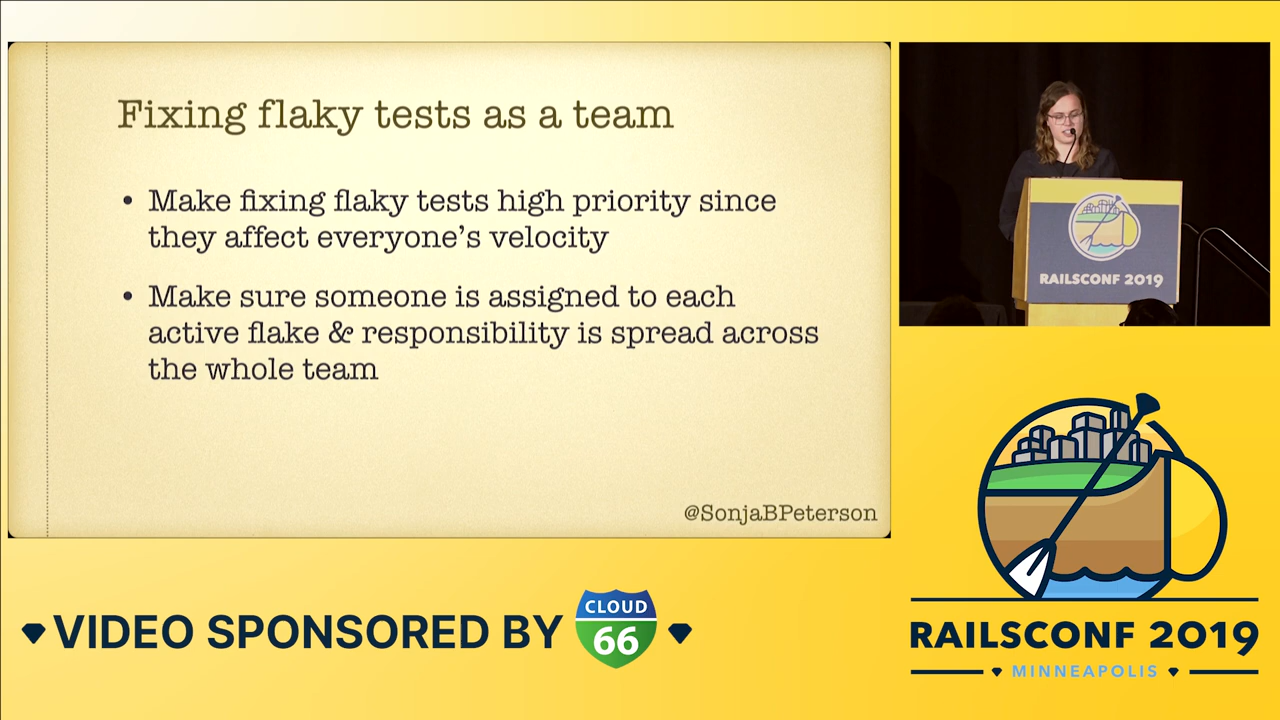 Fixing flaky tests as a team
• Make fixing flaky tests high priority since
they affect everyone's velocity
• Make sure someone is assigned to each
active flake & responsibility is spread across
the whole team
@SonjaBPeterson
RAILSCONF 2019
VIDEO SPONSORED BY
CLOUD
66
RAILSCONF 2019
MINNEAPOLIS